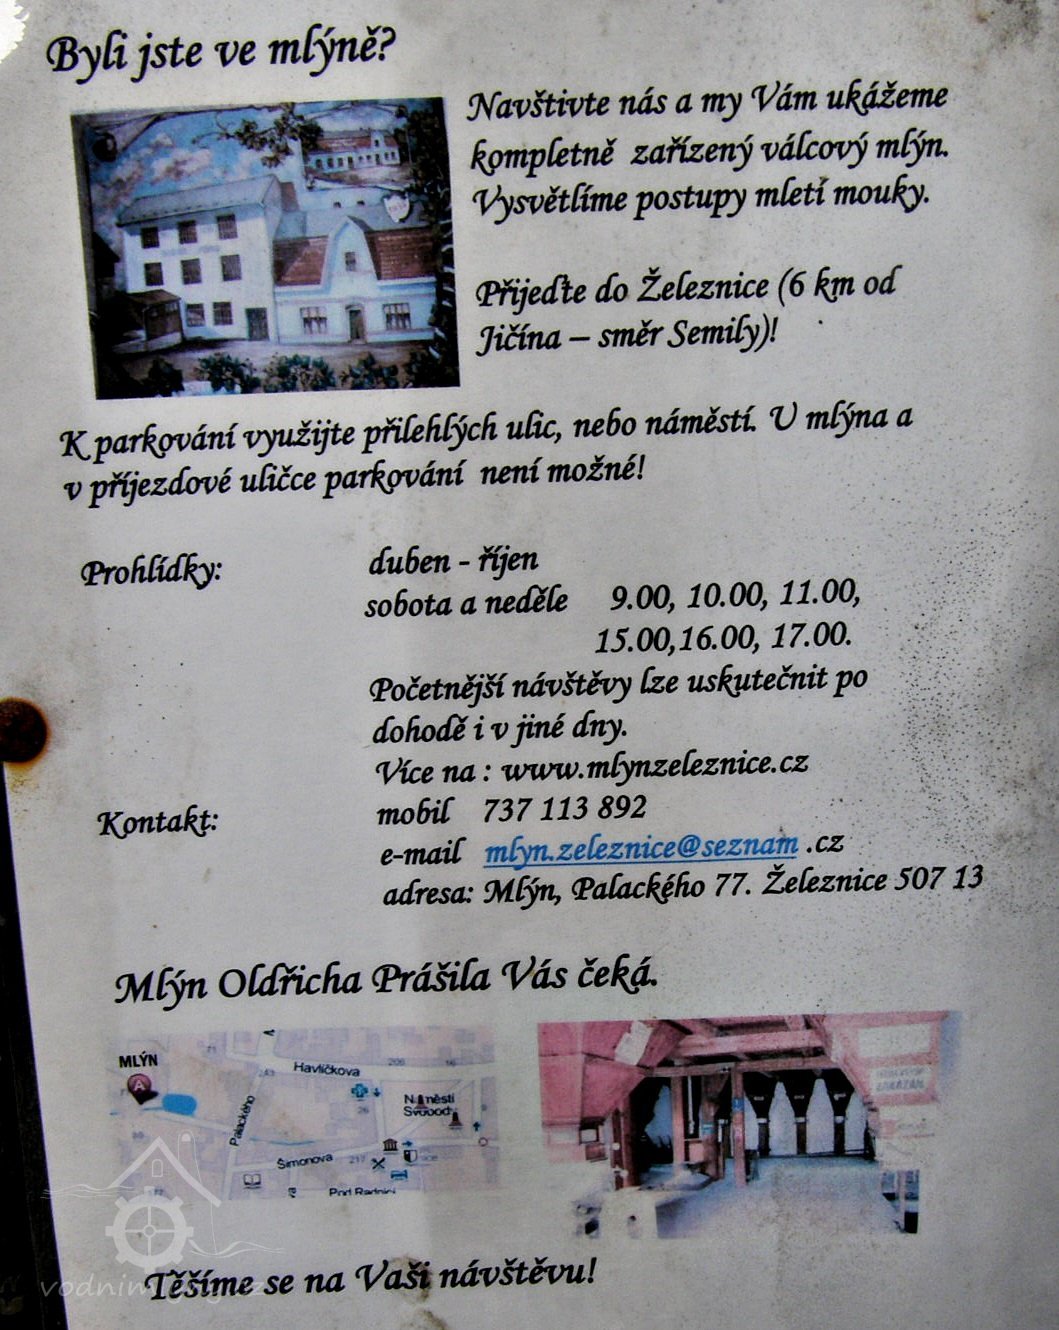 Byli jste ve mlýně?
Navštivte nás a my Vám ukážeme
kompletně zařízený válcový mlýn.
Vysvětlíme postupy mletí mouky.
Přijeďte do Železnice (6 km od
Jičína – směr Semily)!
K parkování využijte přilehlých ulic, nebo náměstí. U mlýna a
v příjezdové uličce parkování není možné!
Prohlídky: duben - říjen
sobota a neděle 9.00, 10.00, 11.00,
15.00,16.00, 17.00.
Početnější návštěvy lze uskutečnit po
dohodě i v jiné dny.
Více na : www.mlynzeleznice.cz
Kontakt: mobil 737 113 892
e-mail mlyn.zeleznice@seznam .cz
adresa: Mlýn, Palackého 77. Železnice 507 13
Mlýn Oldřicha Prášila Vás čeká.
MLÝN
A
Havlíčkova
Palackého
Náměstí
Svobody
26
Šimonova
217
Pod Radnicí
Těšíme se na Vaši návštěvu!